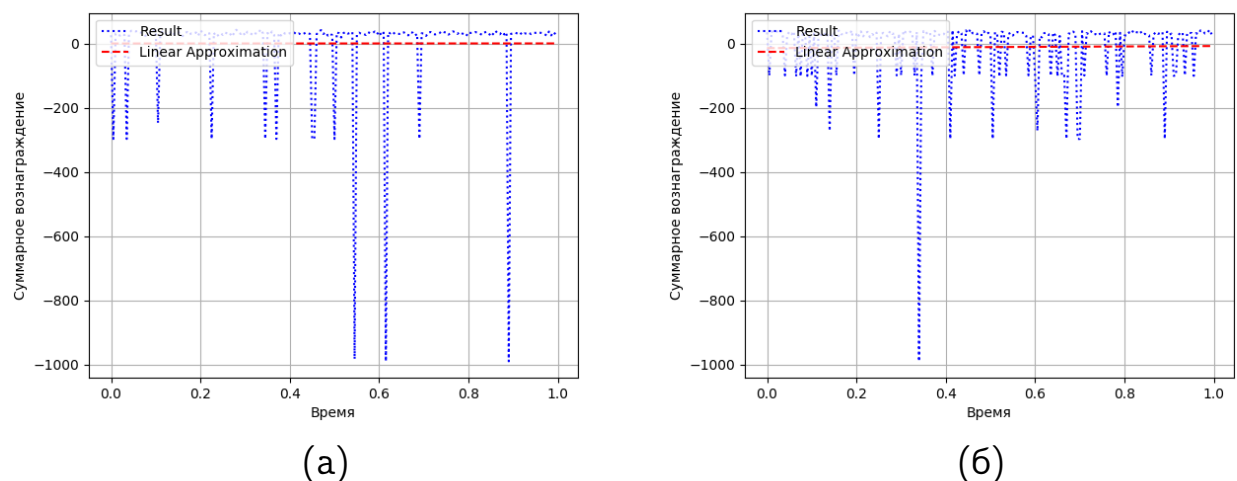 Result
Linear Approximation
0
−200
−400
−600
−800
−1000
Суммарное вознаграждение
0.0 0.2 0.4 0.6 0.8 1.0
Время
(а)
Result
Linear Approximation
0
−200
−400
−600
−800
−1000
Суммарное вознаграждение
0.0 0.2 0.4 0.6 0.8 1.0
Время
(б)